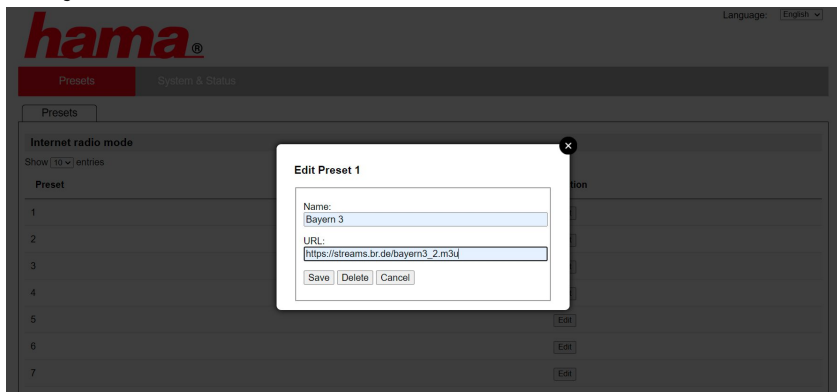 hama®
Language: English
Presets System & Status
Presets
Internet radio mode
Show 10 entries
Preset tion
1
2
3
4
5 Edit
6 Edit
7 Edit
Edit Preset 1
Name:
Bayern 3
URL:
https://streams.br.de/bayern3_2.m3u
Save Delete Cancel